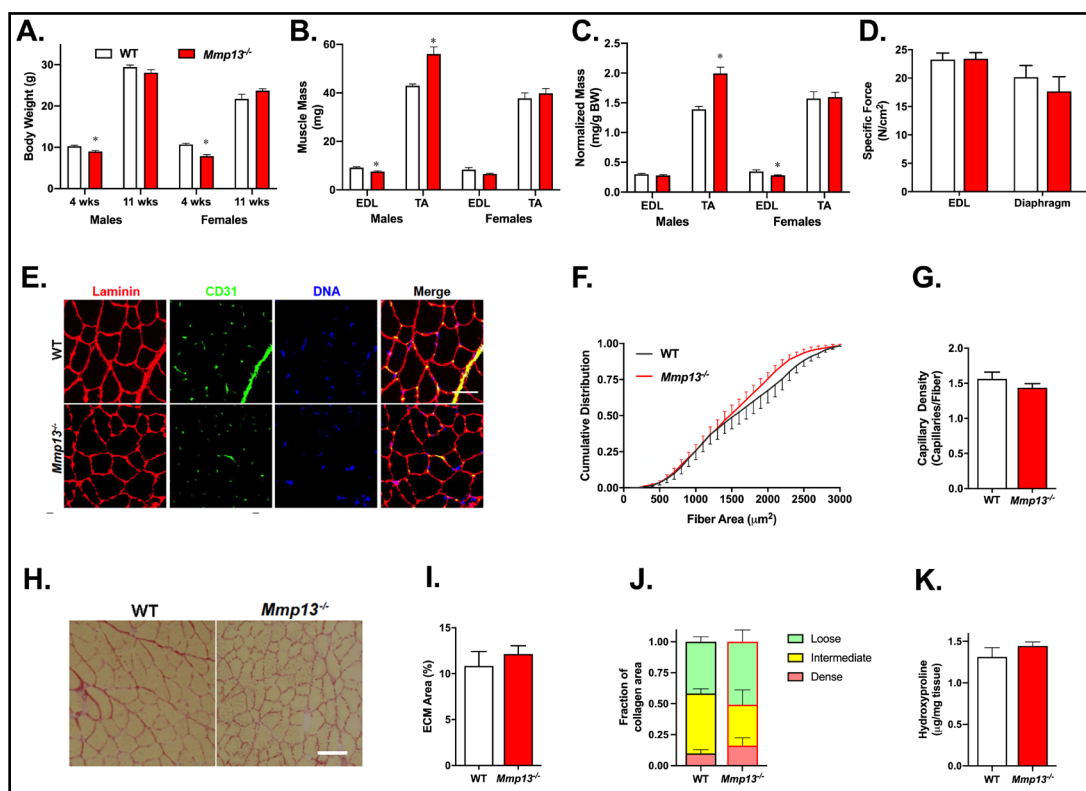 A.
WT
Mmp13-/-
Body Weight (g)
30
20
10
0
4 wks
11 wks
4 wks
11 wks
Males
Females
*
*
B.
Muscle Mass
(mg)
60
40
20
0
EDL
TA
EDL
TA
Males
Females
*
*
C.
Normalized Mass
(mg/g BW)
2.5
2.0
1.5
1.0
0.5
0.0
EDL
TA
EDL
TA
Males
Females
*
*
D.
Specific Force
(N/cm2)
25
20
15
10
5
0
EDL
Diaphragm
E.
Laminin
CD31
DNA
Merge
WT
Mmp13-/-
F.
Cumulative Distribution
1.00
0.75
0.50
0.25
0.00
WT
Mmp13-/-
0
500
1000
1500
2000
2500
3000
Fiber Area (μm2)
G.
Capillary Density
(Capillaries/Fiber)
2.0
1.5
1.0
0.5
0.0
WT
Mmp13-/-
H.
WT
Mmp13-/-
I.
ECM Area (%)
15
10
5
0
WT
Mmp13-/-
J.
Fraction of
collagen area
1.00
0.75
0.50
0.25
0.00
WT
Mmp13-/-
Loose
Intermediate
Dense
K.
Hydroxyproline
(μg/mg tissue)
1.5
1.0
0.5
0.0
WT
Mmp13-/-